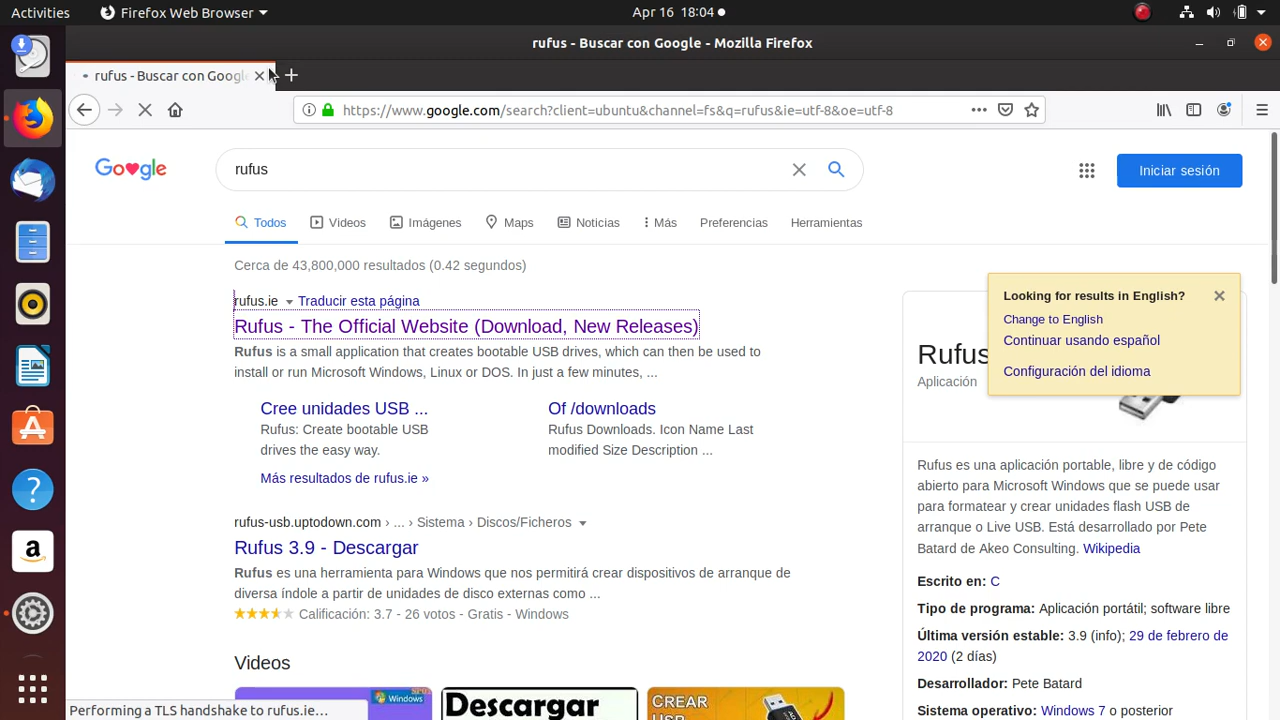 Activities Firefox Web Browser Apr 16 18:04
rufus - Buscar con Google - Mozilla Firefox
rufus - Buscar con Google
https://www.google.com/search?client=ubuntu&channel=fs&q=rufus&ie=utf-8&oe=utf-8
rufus
Iniciar sesión
Todos Videos Imágenes Maps Noticias Más Preferencias Herramientas
Cerca de 43,800,000 resultados (0.42 segundos)
rufus.ie Traducir esta página
Rufus - The Official Website (Download, New Releases)
Rufus is a small application that creates bootable USB drives, which can then be used to
install or run Microsoft Windows, Linux or DOS. In just a few minutes, ...
Cree unidades USB ...
Rufus: Create bootable USB
drives the easy way.
Of /downloads
Rufus Downloads. Icon Name Last
modified Size Description ...
Más resultados de rufus.ie »
rufus-usb.uptodown.com › ... › Sistema › Discos/Ficheros
Rufus 3.9 - Descargar
Rufus es una herramienta para Windows que nos permitirá crear dispositivos de arranque de
diversa índole a partir de unidades de disco externas como ...
Calificación: 3.7 - 26 votos - Gratis - Windows
Videos
Windows
Descargar
CREAR
USB
Looking for results in English?
Change to English
Continuar usando español
Configuración del idioma
Rufus
Aplicación
Rufus es una aplicación portable, libre y de código
abierto para Microsoft Windows que se puede usar
para formatear y crear unidades flash USB de
arranque o Live USB. Está desarrollado por Pete
Batard de Akeo Consulting. Wikipedia
Escrito en: C
Tipo de programa: Aplicación portátil; software libre
Última versión estable: 3.9 (info); 29 de febrero de
2020 (2 días)
Desarrollador: Pete Batard
Sistema operativo: Windows 7 o posterior
Performing a TLS handshake to rufus.ie…